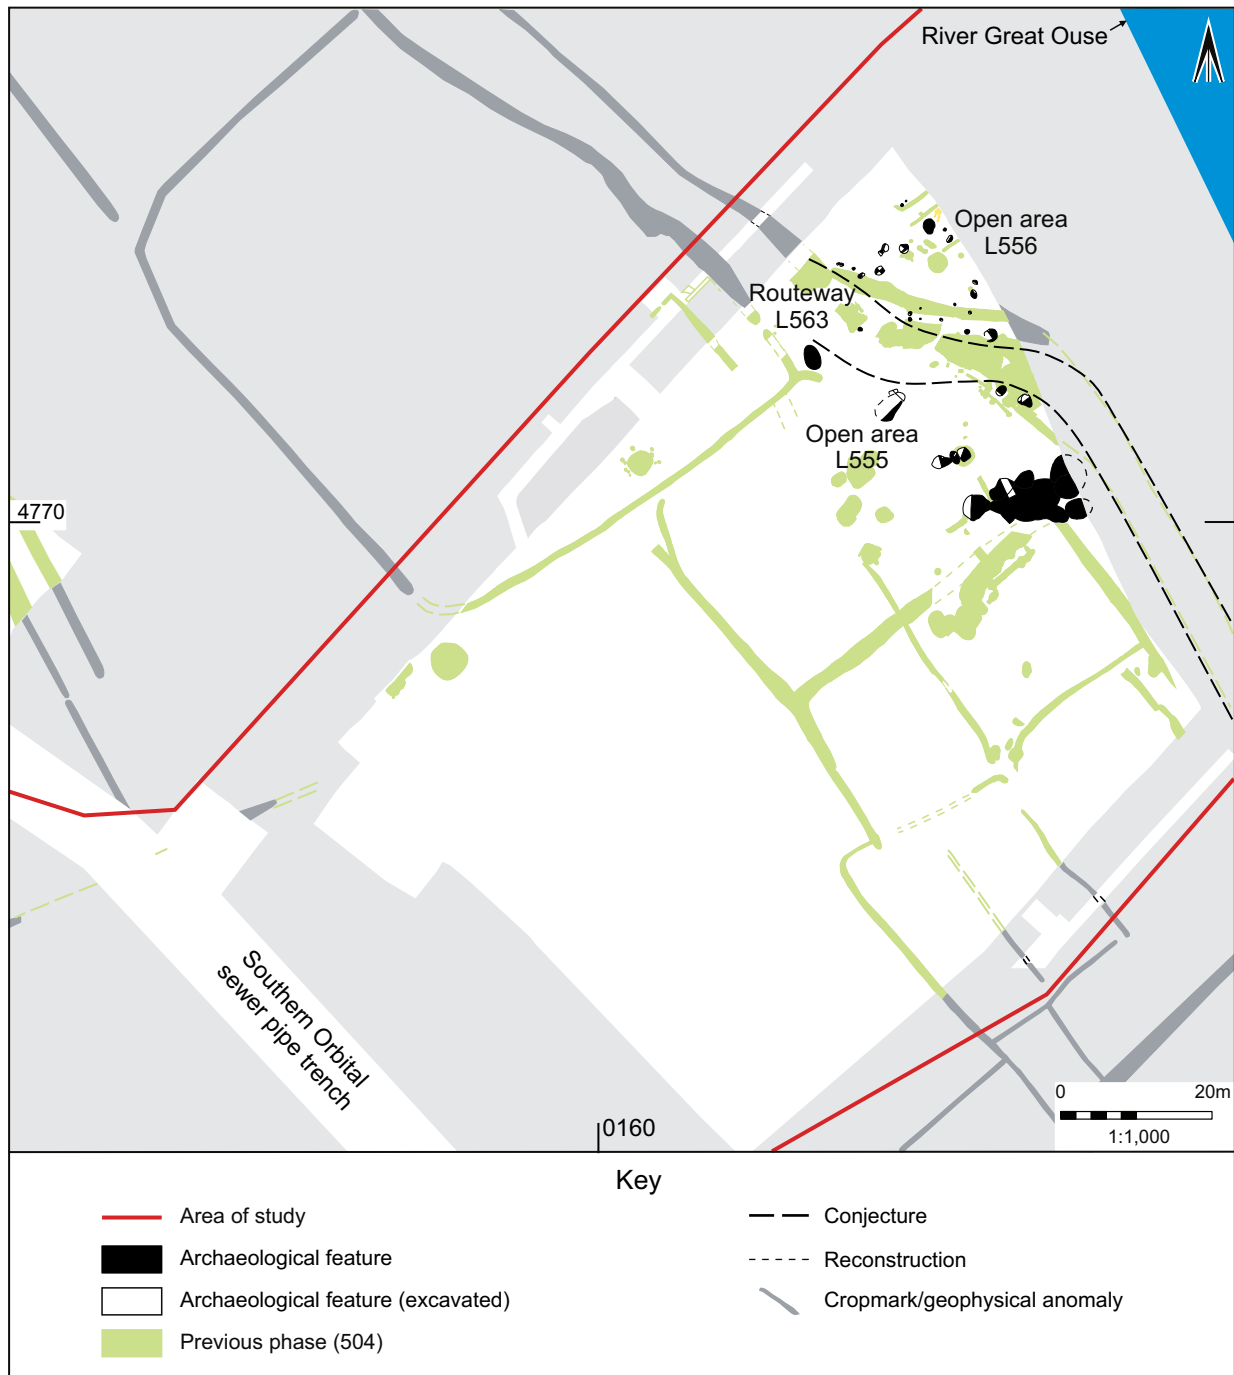 River Great Ouse
Open area
L556
Routeway
L563
Open area
L555
4770
Southern Orbital
sewer pipe trench
0160
0 20m
1:1,000
Key
Area of study
Archaeological feature
Archaeological feature (excavated)
Previous phase (504)
Conjecture
Reconstruction
Cropmark/geophysical anomaly